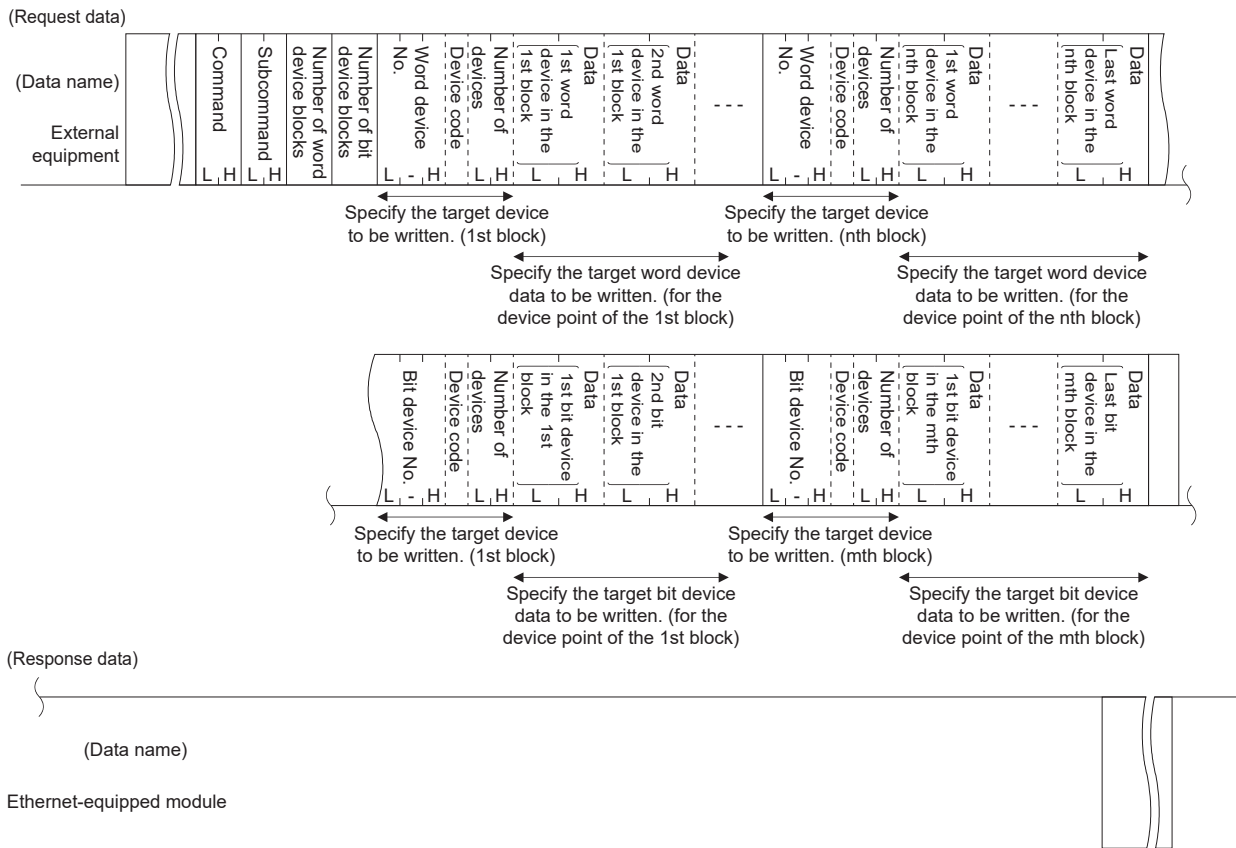 (Request data)
(Data name)
External
equipment
Command
L H
Subcommand
L H
Number of word
device blocks
Number of bit
device blocks
Word device
No.
L - H
Device code
Number of
devices
L H
Data
1st word
device in the
1st block
L H
Data
2nd word
device in the
1st block
L H
- - -
Word device
No.
L - H
Device code
Number of
devices
L H
Data
1st word
device in the
nth block
L H
- - -
Data
Last word
device in the
nth block
L H
Specify the target device
to be written. (1st block)
Specify the target device
to be written. (nth block)
Specify the target word device
data to be written. (for the
device point of the 1st block)
Specify the target word device
data to be written. (for the
device point of the nth block)
Bit device No.
L - H
Device code
Number of
devices
L H
Data
1st bit device
in the 1st
block
L H
Data
2nd bit
device in the
1st block
L H
- - -
Bit device No.
L - H
Device code
Number of
devices
L H
Data
1st bit device
in the mth
block
L H
- - -
Data
Last bit
device in the
mth block
L H
Specify the target device
to be written. (1st block)
Specify the target device
to be written. (mth block)
Specify the target bit device
data to be written. (for the
device point of the 1st block)
Specify the target bit device
data to be written. (for the
device point of the mth block)
(Response data)
(Data name)
Ethernet-equipped module